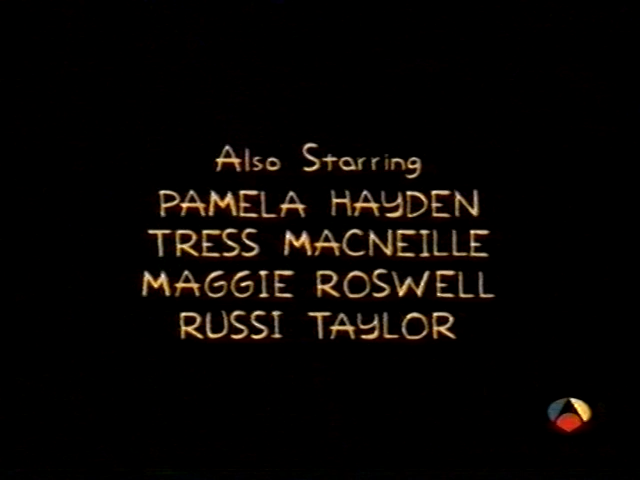 Also Starring
PAMELA HAYDEN
TRESS MACNEILLE
MAGGIE ROSWELL
RUSSI TAYLOR